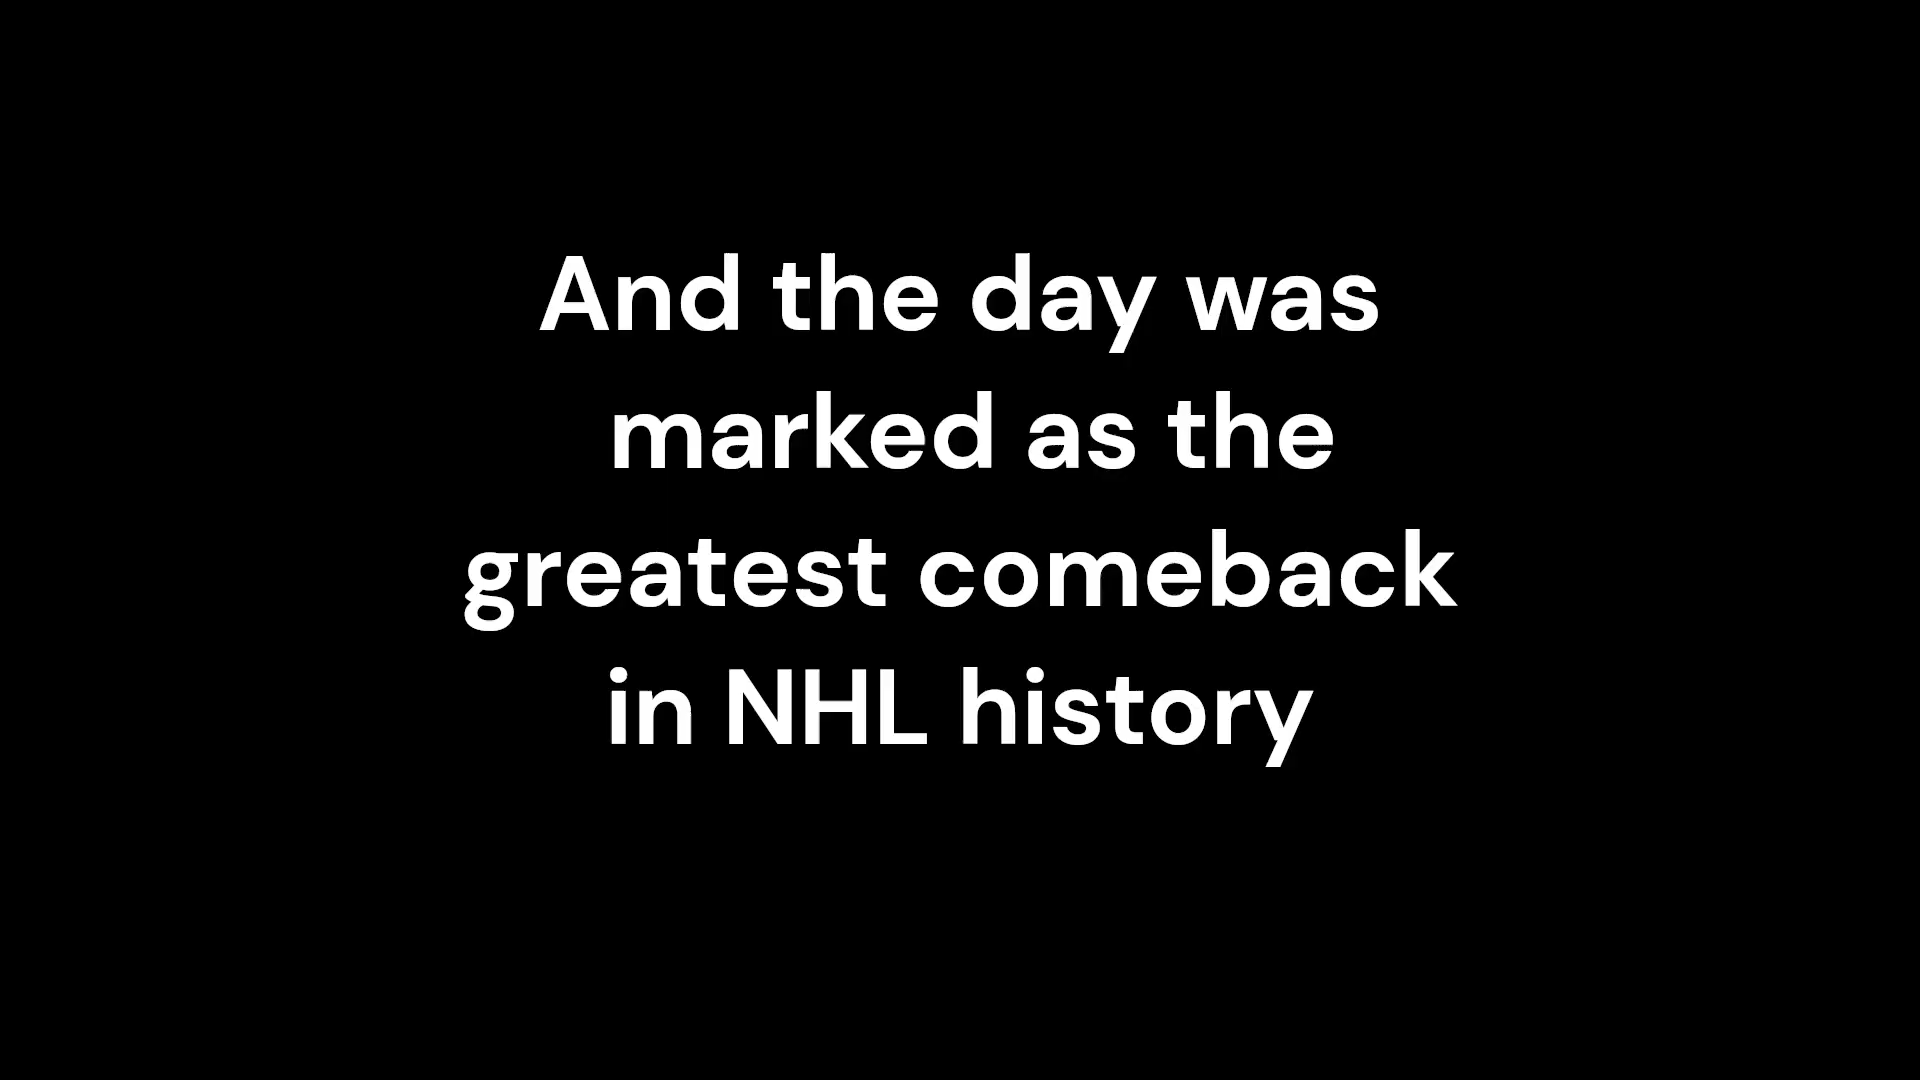 And the day was
marked as the
greatest comeback
in NHL history